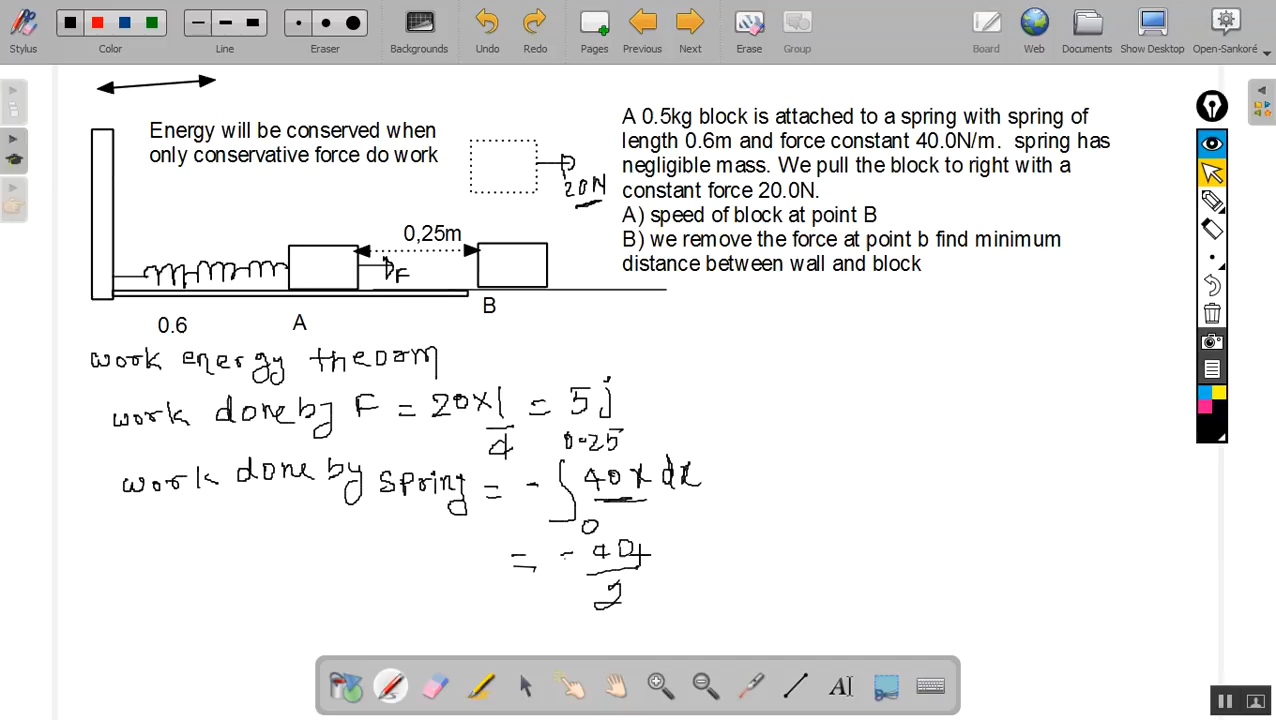 Stylus
Color
Line
Eraser
Backgrounds
Undo
Redo
Pages
Previous
Next
Erase
Group
Board
Web
Documents
Show Desktop
Open-Sankoré
Energy will be conserved when
only conservative force do work
20N
0,25m
F
B
0.6
A
A 0.5kg block is attached to a spring with spring of
length 0.6m and force constant 40.0N/m. spring has
negligible mass. We pull the block to right with a
constant force 20.0N.
A) speed of block at point B
B) we remove the force at point b find minimum
distance between wall and block
work energy theoram
work done by F = 20x1/4 = 5 j
work done by spring = - ∫ 0 0.25 40x dx
= - 40/2